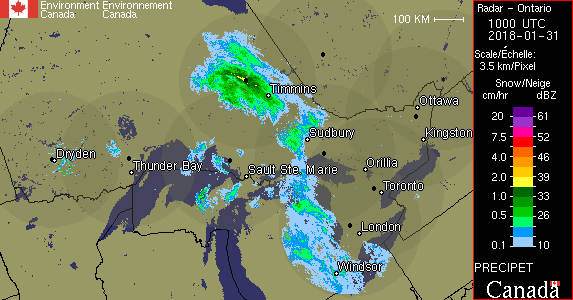 Environment Environnement
Canada Canada
100 KM
Timmins
Ottawa
Sudbury
Kingston
Dryden
Thunder Bay
Sault Ste. Marie
Orillia
Toronto
London
Windsor
Radar - Ontario
1000 UTC
2018-01-31
Scale/Échelle:
3.5 km/Pixel
Snow/Neige
cm/hr dBZ
20 61
7.5 52
4.0 46
2.0 39
1.0 33
0.5 26
0.1 10
PRECIPET
Canada